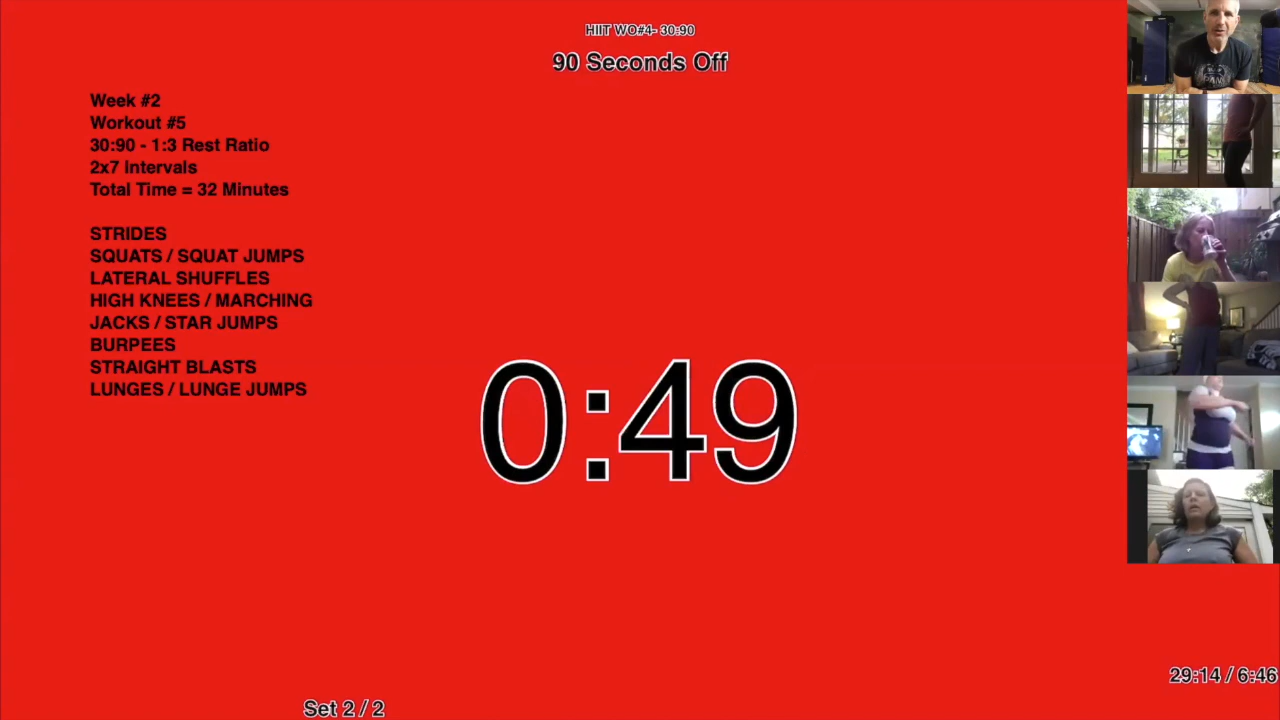 HIIT WO#4- 30:90
90 Seconds Off
Week #2
Workout #5
30:90 - 1:3 Rest Ratio
2x7 Intervals
Total Time = 32 Minutes
STRIDES
SQUATS / SQUAT JUMPS
LATERAL SHUFFLES
HIGH KNEES / MARCHING
JACKS / STAR JUMPS
BURPEES
STRAIGHT BLASTS
LUNGES / LUNGE JUMPS
0:49
29:14 / 6:46
Set 2 / 2